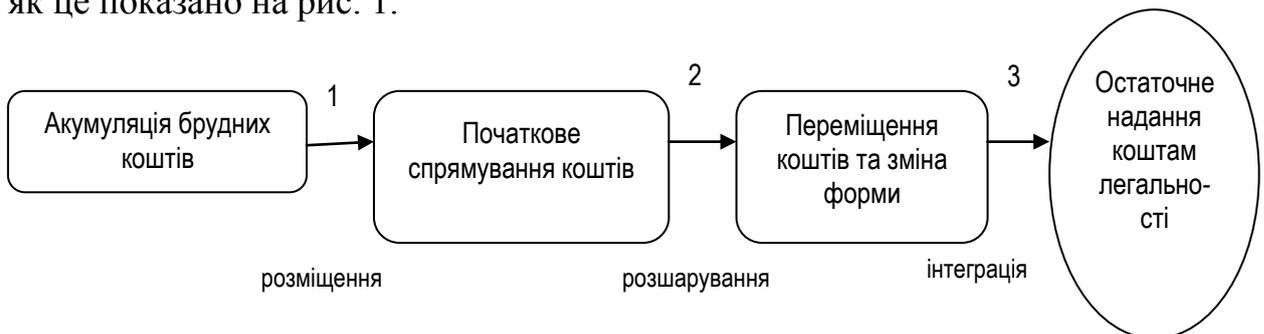 як це показано на рис. 1.
Акумуляція брудних
коштів
1
Початкове
спрямування коштів
2
Переміщення
коштів та зміна
форми
3
Остаточне
надання
коштам
легально-
сті
розміщення
розшарування
інтеграція